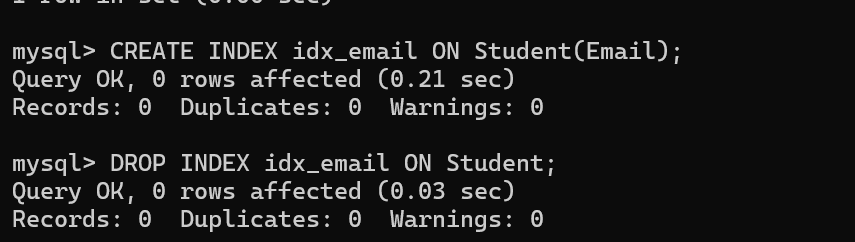 1 row in set (0.00 sec)
mysql> CREATE INDEX idx_email ON Student(Email);
Query OK, 0 rows affected (0.21 sec)
Records: 0  Duplicates: 0  Warnings: 0
mysql> DROP INDEX idx_email ON Student;
Query OK, 0 rows affected (0.03 sec)
Records: 0  Duplicates: 0  Warnings: 0